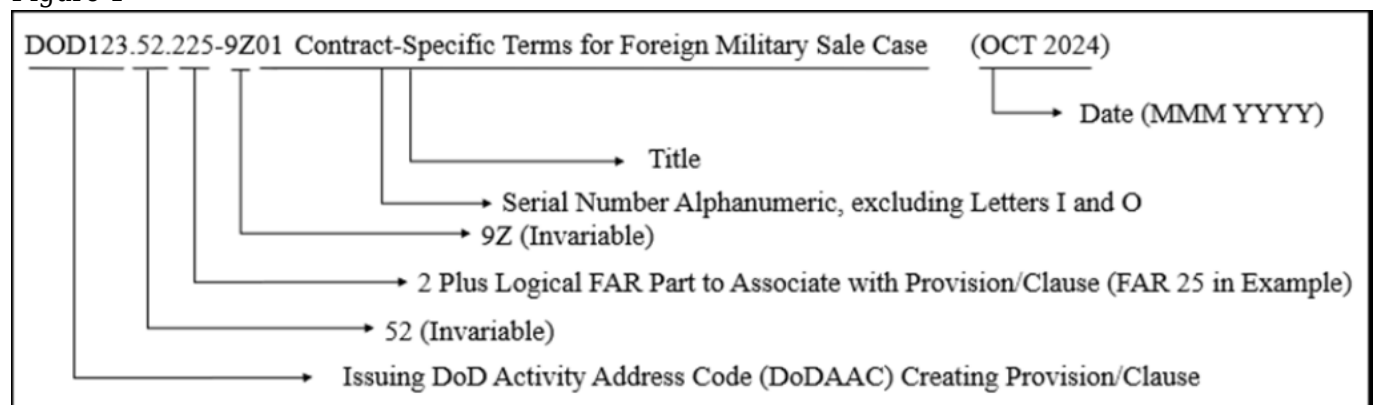 DOD123.52.225-9Z01 Contract-Specific Terms for Foreign Military Sale Case (OCT 2024)
Date (MMM YYYY)
Title
Serial Number Alphanumeric, excluding Letters I and O
9Z (Invariable)
2 Plus Logical FAR Part to Associate with Provision/Clause (FAR 25 in Example)
52 (Invariable)
Issuing DoD Activity Address Code (DoDAAC) Creating Provision/Clause